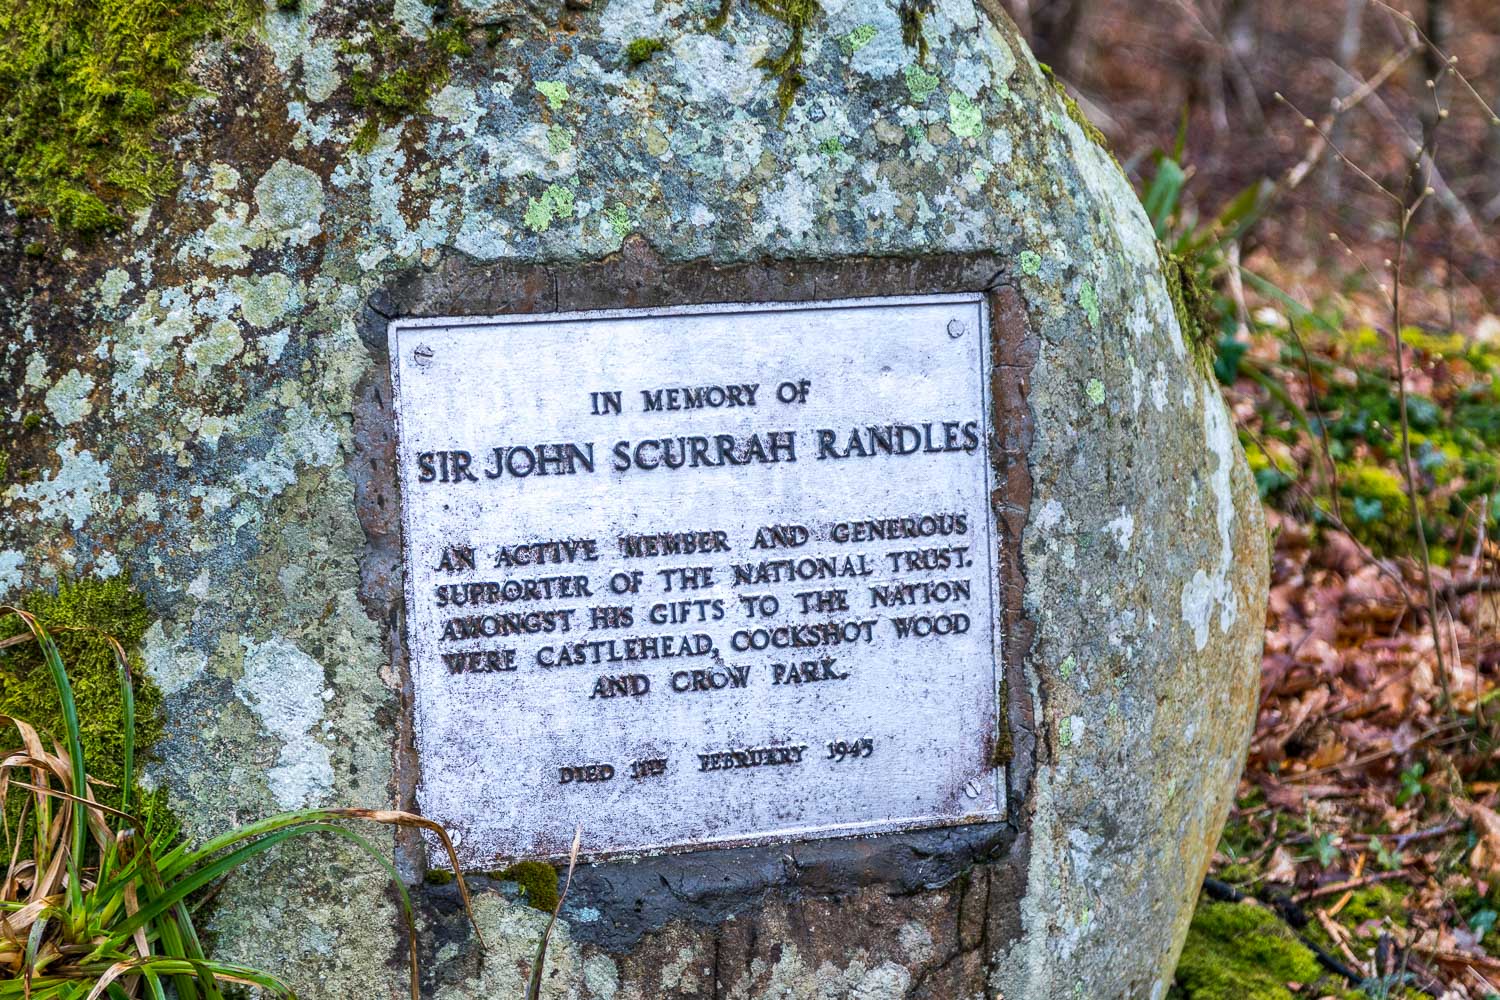 IN MEMORY OF
SIR JOHN SCURRAH RANDLES
AN ACTIVE MEMBER AND GENEROUS
SUPPORTER OF THE NATIONAL TRUST.
AMONGST HIS GIFTS TO THE NATION
WERE CASTLEHEAD, COCKSHOT WOOD
AND CROW PARK.
DIED FEBRUARY 1945